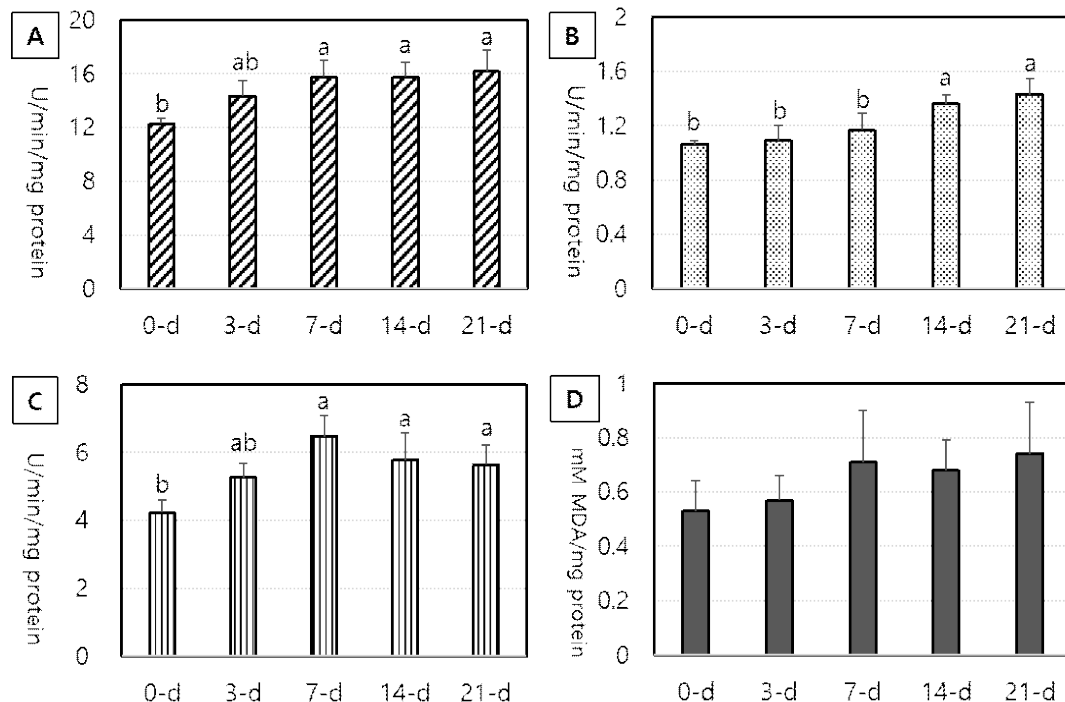 A
U/min/mg protein
20
16
12
8
4
0
b
ab
a
a
a
0-d 3-d 7-d 14-d 21-d
B
U/min/mg protein
2
1.6
1.2
0.8
0.4
0
b
b
b
a
a
0-d 3-d 7-d 14-d 21-d
C
U/min/mg protein
8
6
4
2
0
b
ab
a
a
a
0-d 3-d 7-d 14-d 21-d
D
mM MDA/mg protein
1
0.8
0.6
0.4
0.2
0
0-d 3-d 7-d 14-d 21-d